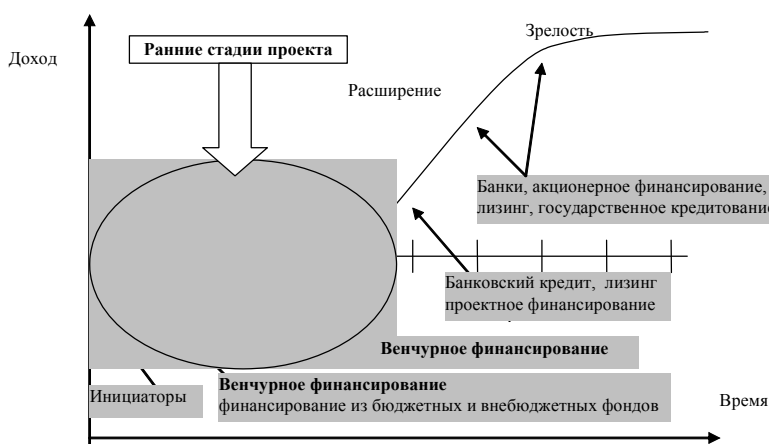 Зрелость
Ранние стадии проекта
Доход
Расширение
Банки, акционерное финансирование,
лизинг, государственное кредитование
Банковский кредит, лизинг
проектное финансирование
Венчурное финансирование
Венчурное финансирование
Инициаторы
финансирование из бюджетных и внебюджетных фондов
Время